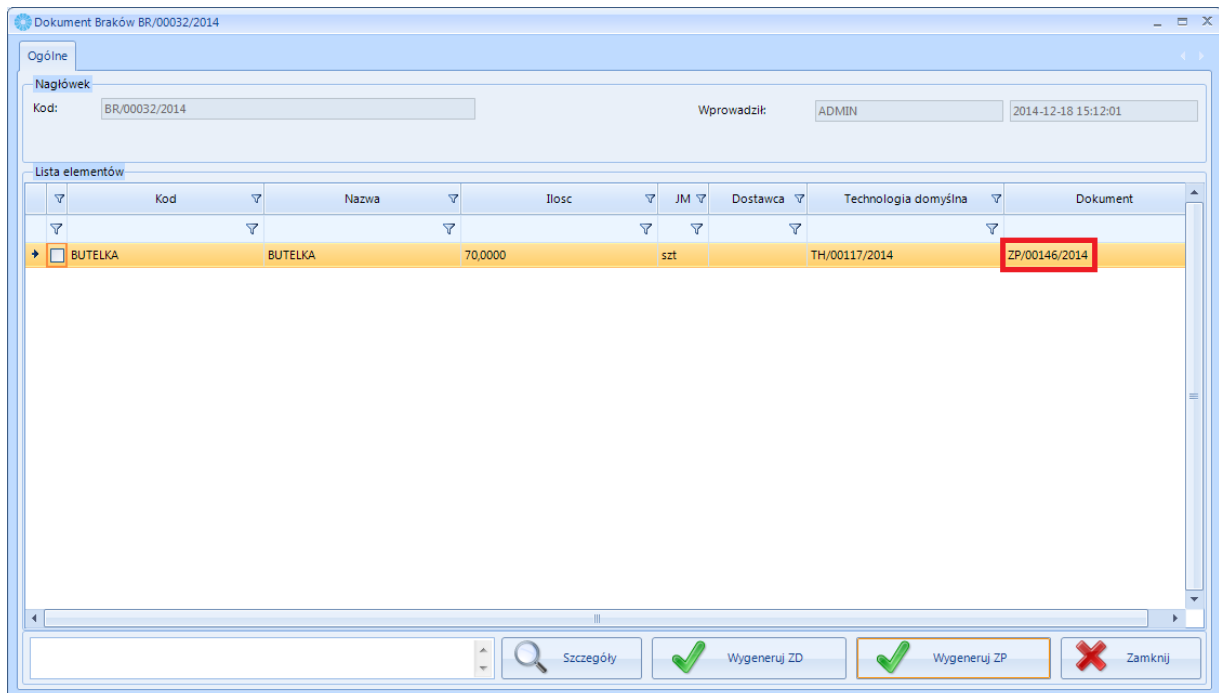 Dokument Braków BR/00032/2014
Ogólne
Nagłówek
Kod: BR/00032/2014 Wprowadził: ADMIN 2014-12-18 15:12:01
Lista elementów
Kod Nazwa Ilosc JM Dostawca Technologia domyślna Dokument
BUTELKA BUTELKA 70,0000 szt TH/00117/2014 ZP/00146/2014
Szczegóły Wygeneruj ZD Wygeneruj ZP Zamknij